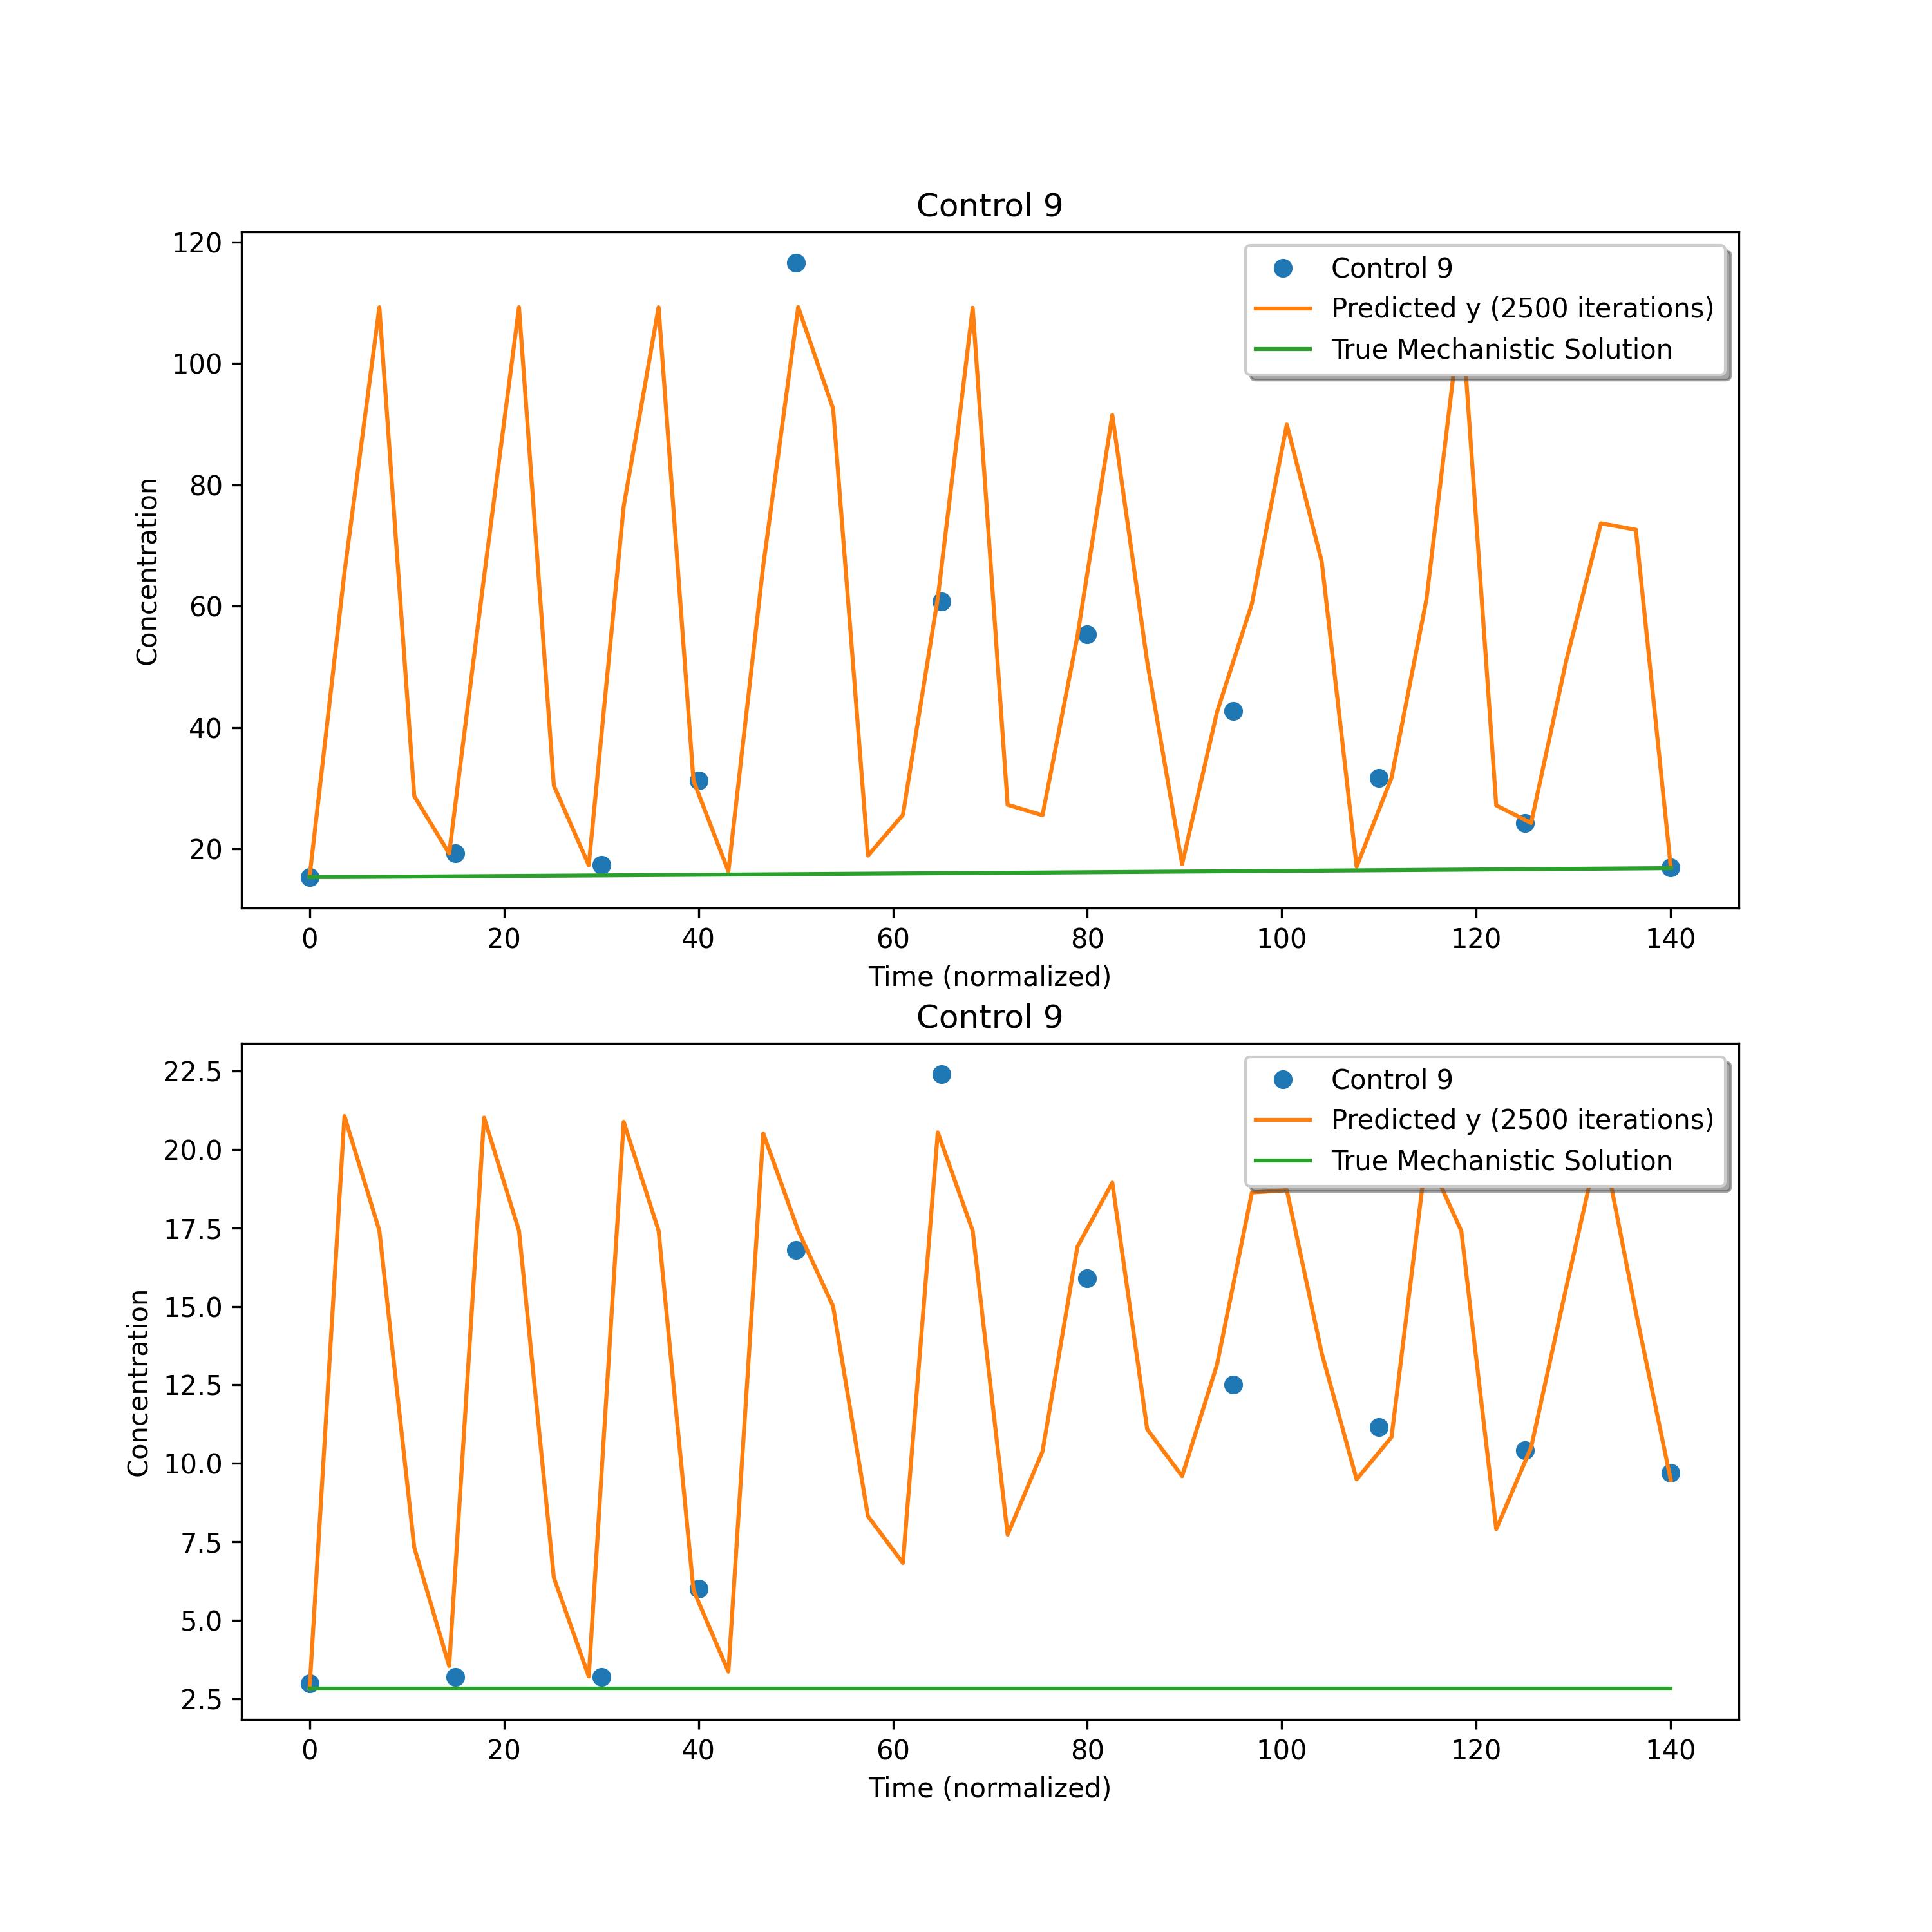 Control 9
120
100
80
60
40
20
Concentration
Control 9
Predicted y (2500 iterations)
True Mechanistic Solution
0 20 40 60 80 100 120 140
Time (normalized)
Control 9
22.5
20.0
17.5
15.0
12.5
10.0
7.5
5.0
2.5
Concentration
Control 9
Predicted y (2500 iterations)
True Mechanistic Solution
0 20 40 60 80 100 120 140
Time (normalized)